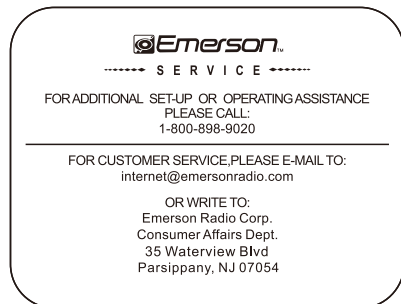 Emerson™
SERVICE
FOR ADDITIONAL SET-UP OR OPERATING ASSISTANCE
PLEASE CALL:
1-800-898-9020
FOR CUSTOMER SERVICE,PLEASE E-MAIL TO:
internet@emersonradio.com
OR WRITE TO:
Emerson Radio Corp.
Consumer Affairs Dept.
35 Waterview Blvd
Parsippany, NJ 07054